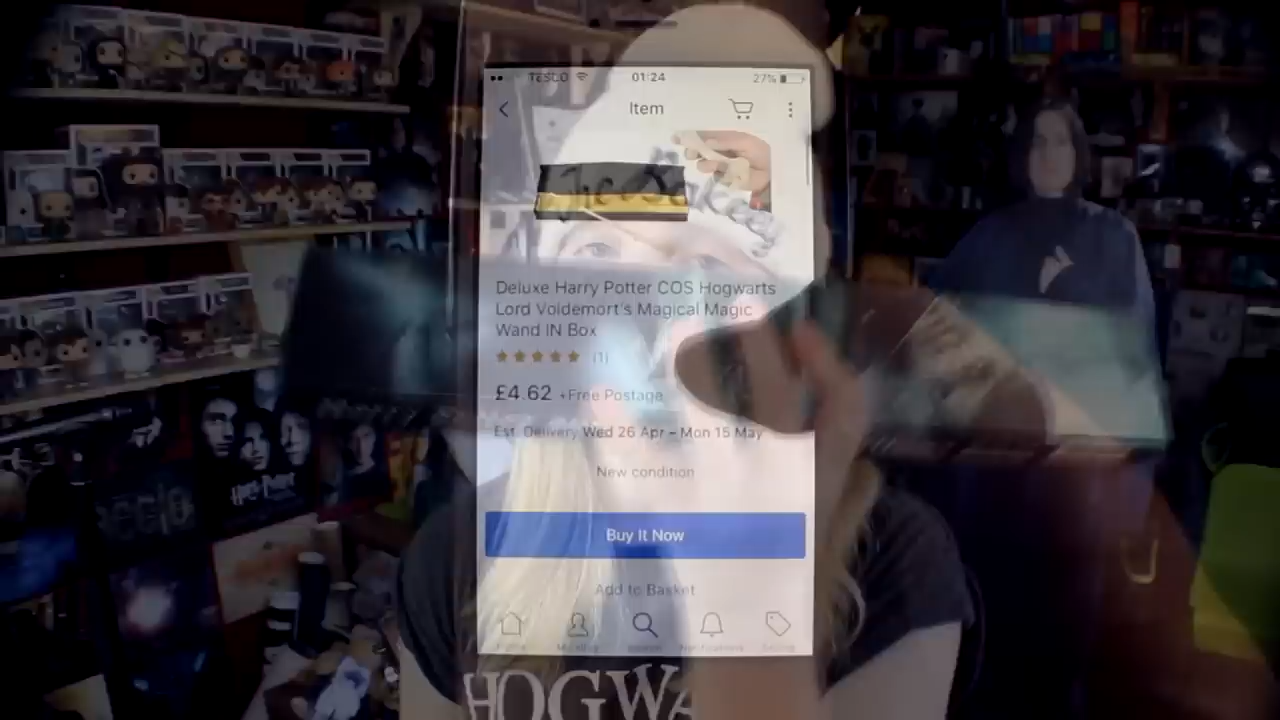 TESCO 01:24 27%
Item
Deluxe Harry Potter COS Hogwarts
Lord Voldemort's Magical Magic
Wand IN Box
(1)
£4.62 +Free Postage
Est. Delivery Wed 26 Apr – Mon 15 May
New condition
Buy It Now
Add to Basket
Harry Potter
HOGWA